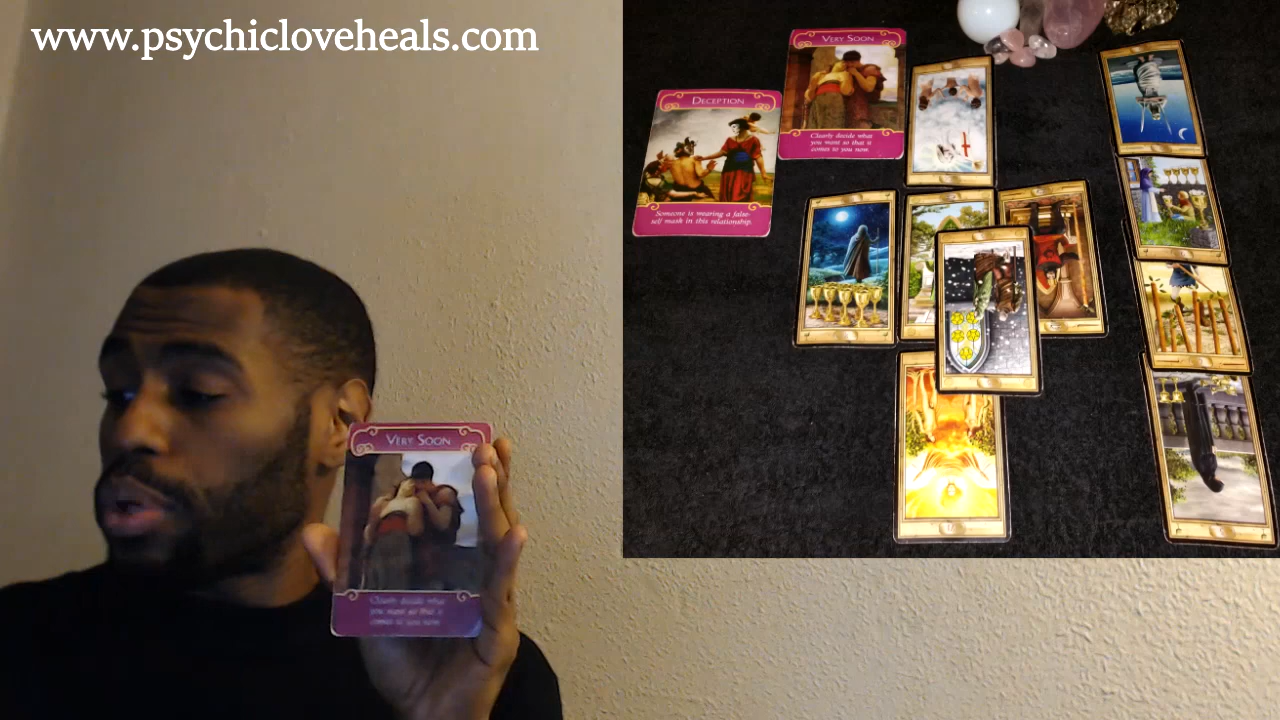 www.psychicloveheals.com
VERY SOON
Clearly decide what
you want so that it
comes to you now.
DECEPTION
Someone is wearing a false-
self mask in this relationship.
VERY SOON
Clearly decide what
you want so that it
comes to you now.